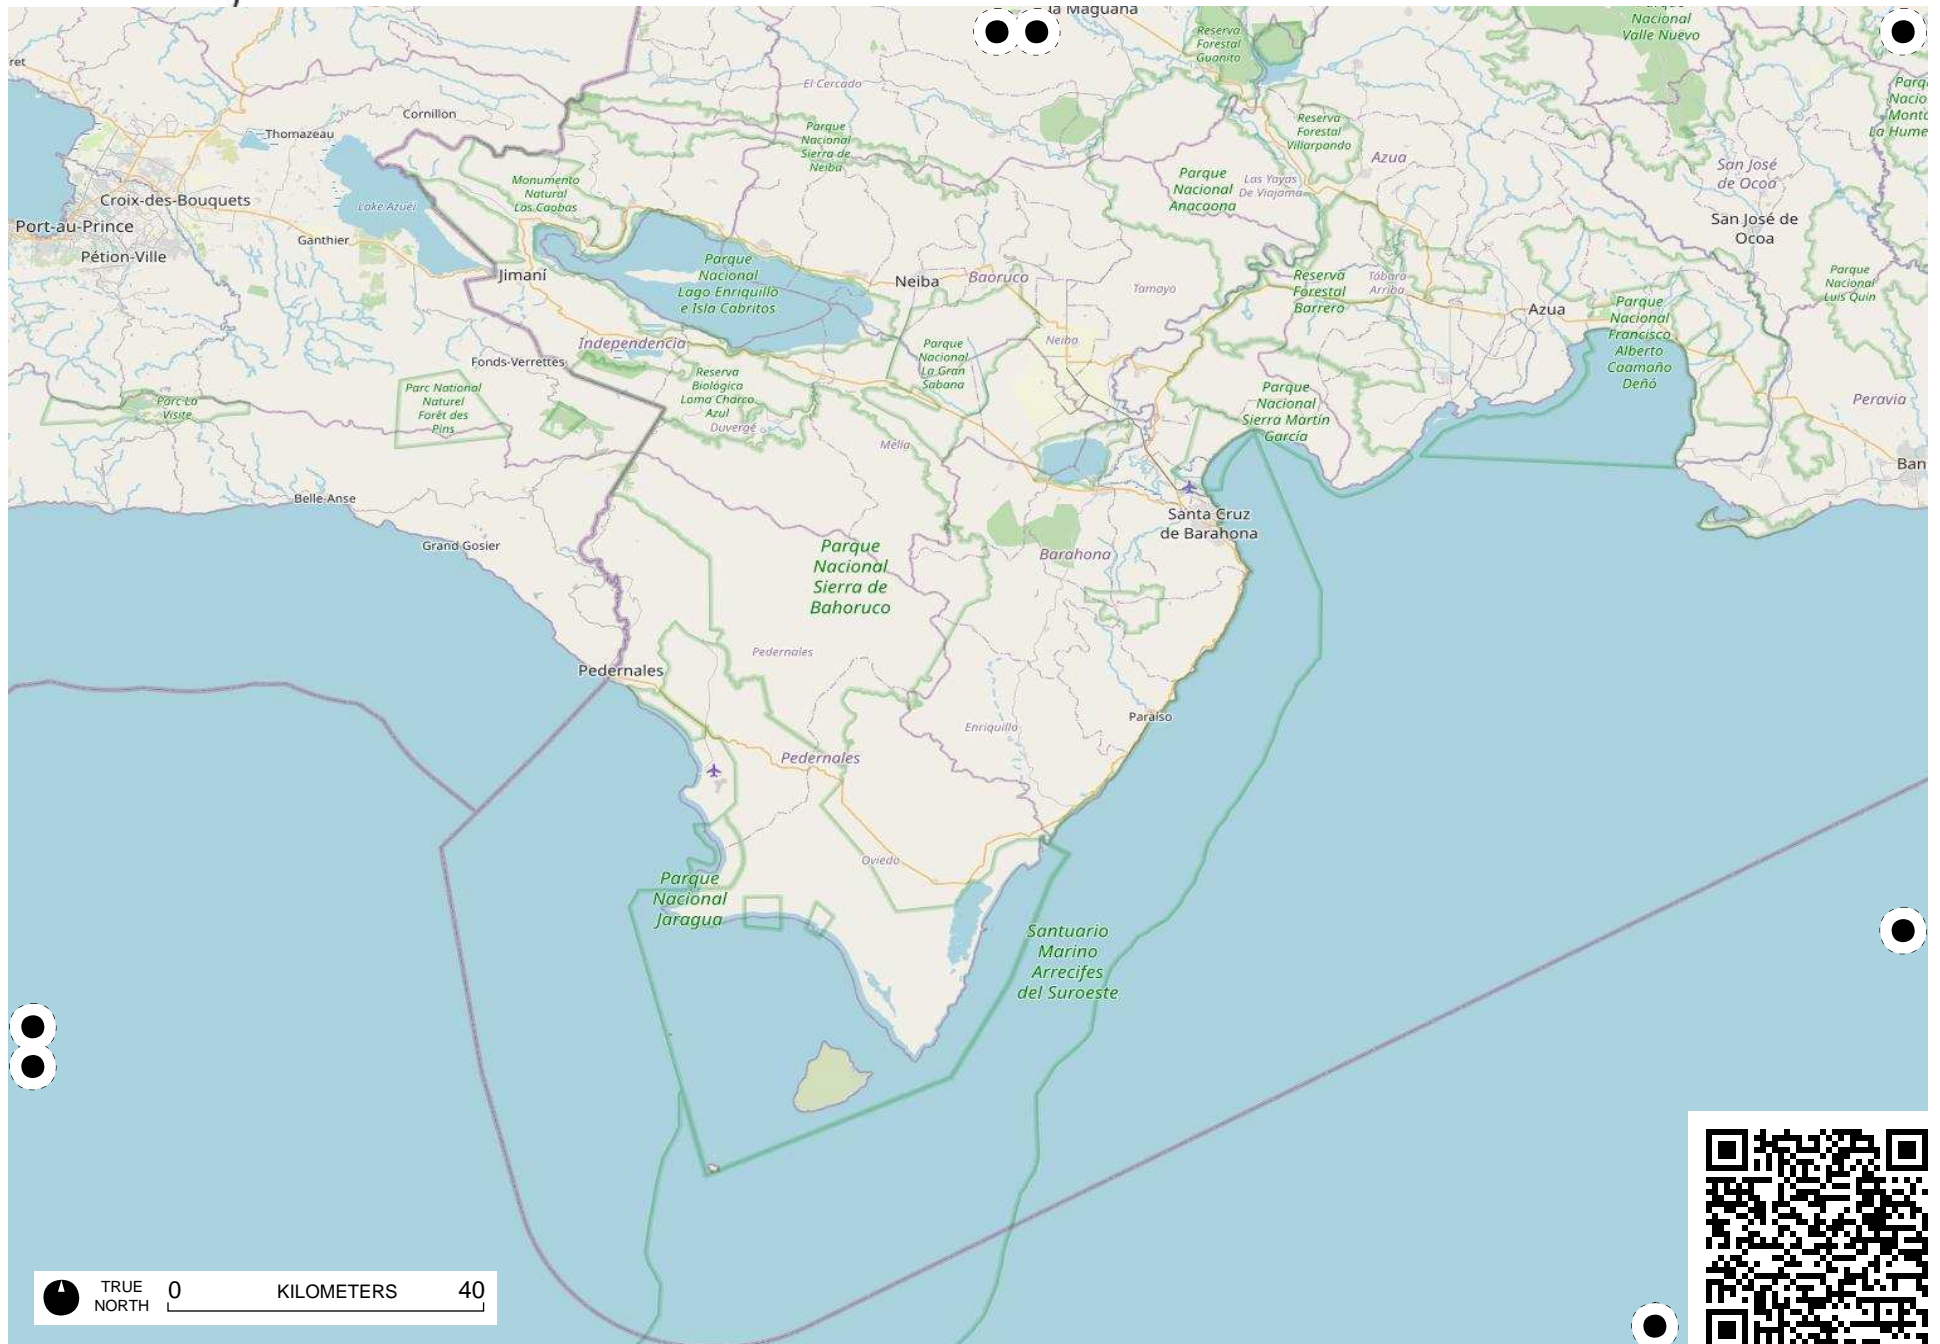 la Maguana
Parque
Nacional
Valle Nuevo
Reserva
Forestal
Guanito
El Cercado
Cornillon
Thomazeau
Parque
Nacional
Sierra de
Neiba
Reserva
Forestal
Villarpando
Azua
San José
de Ocoa
Monumento
Natural
Las Caobas
Parque
Nacional
Anacaona
Las Yayas
De Viajama
Croix-des-Bouquets
Lake Azuéi
Port-au-Prince
Ganthier
Pétion-Ville
San José de
Ocoa
Jimaní
Parque
Nacional
Lago Enriquillo
e Isla Cabritos
Neiba
Baoruco
Tamayo
Reserva
Forestal
Barrero
Tábara
Arriba
Azua
Parque
Nacional
Luis Quin
Parque
Nacional
Francisco
Alberto
Caamaño
Deñó
Independencia
Fonds-Verrettes
Neiba
Parque
Nacional
La Gran
Sabana
Reserva
Biológica
Loma Charco
Azul
Duvergé
Parc La
Visite
Parc National
Naturel
Forêt des
Pins
Parque
Nacional
Sierra Martín
García
Peravia
Mella
Ban
Belle-Anse
Santa Cruz
de Barahona
Grand Gosier
Parque
Nacional
Sierra de
Bahoruco
Barahona
Pedernales
Pedernales
Paraíso
Enriquillo
Pedernales
Oviedo
Parque
Nacional
Jaragua
Santuario
Marino
Arrecifes
del Suroeste
TRUE
NORTH
0 KILOMETERS 40